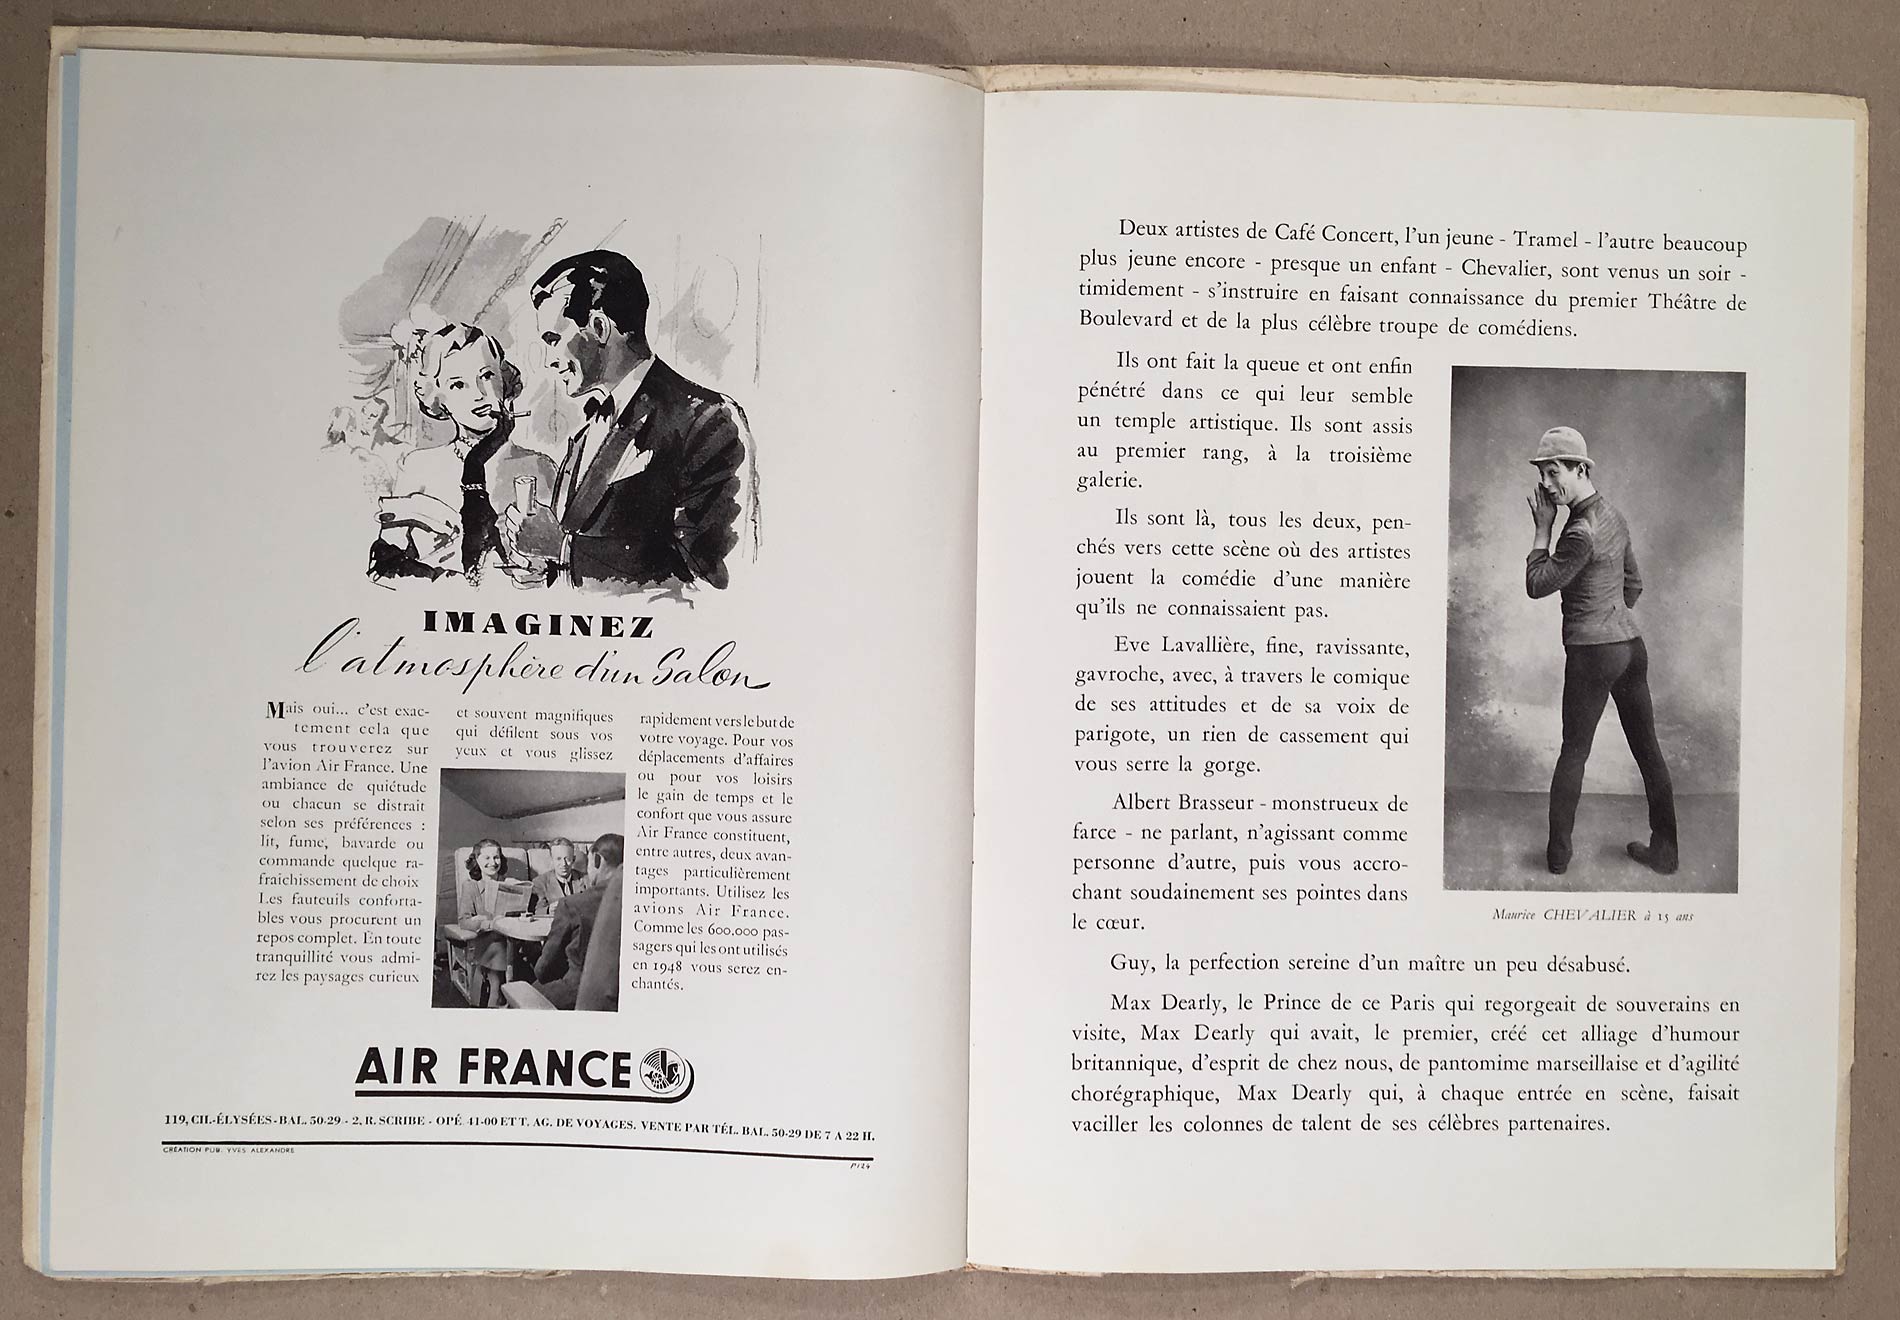 IMAGINEZ
l'atmosphère d'un Salon
Mais oui... c'est exac-
tement cela que
vous trouverez sur
l'avion Air France. Une
ambiance de quiétude
ou chacun se distrait
selon ses préférences :
lit, fume, bavarde ou
commande quelque ra-
fraichissement de choix
Les fauteuils conforta-
bles vous procurent un
repos complet. En toute
tranquillité vous admi-
rez les paysages curieux
et souvent magnifiques
qui défilent sous vos
yeux et vous glissez
rapidement vers le but de
votre voyage. Pour vos
déplacements d'affaires
ou pour vos loisirs
le gain de temps et le
confort que vous assure
Air France constituent,
entre autres, deux avan-
tages particulièrement
importants. Utilisez les
avions Air France.
Comme les 600.000 pas-
sagers qui les ont utilisés
en 1948 vous serez en-
chantés.
AIR FRANCE
119, CH.-ÉLYSÉES - BAL. 50-29 - 2, R. SCRIBE - OPÉ. 41-00 ET T. AG. DE VOYAGES. VENTE PAR TÉL. BAL. 50-29 DE 7 A 22 H.
CRÉATION PUB. YVES ALEXANDRE
P124
Deux artistes de Café Concert, l'un jeune - Tramel - l'autre beaucoup
plus jeune encore - presque un enfant - Chevalier, sont venus un soir -
timidement - s'instruire en faisant connaissance du premier Théâtre de
Boulevard et de la plus célèbre troupe de comédiens.
Ils ont fait la queue et ont enfin
pénétré dans ce qui leur semble
un temple artistique. Ils sont assis
au premier rang, à la troisième
galerie.
Ils sont là, tous les deux, pen-
chés vers cette scène où des artistes
jouent la comédie d'une manière
qu'ils ne connaissaient pas.
Eve Lavallière, fine, ravissante,
gavroche, avec, à travers le comique
de ses attitudes et de sa voix de
parigote, un rien de cassement qui
vous serre la gorge.
Albert Brasseur - monstrueux de
farce - ne parlant, n'agissant comme
personne d'autre, puis vous accro-
chant soudainement ses pointes dans
le cœur.
Maurice CHEVALIER à 15 ans
Guy, la perfection sereine d'un maître un peu désabusé.
Max Dearly, le Prince de ce Paris qui regorgeait de souverains en
visite, Max Dearly qui avait, le premier, créé cet alliage d'humour
britannique, d'esprit de chez nous, de pantomime marseillaise et d'agilité
chorégraphique, Max Dearly qui, à chaque entrée en scène, faisait
vaciller les colonnes de talent de ses célèbres partenaires.